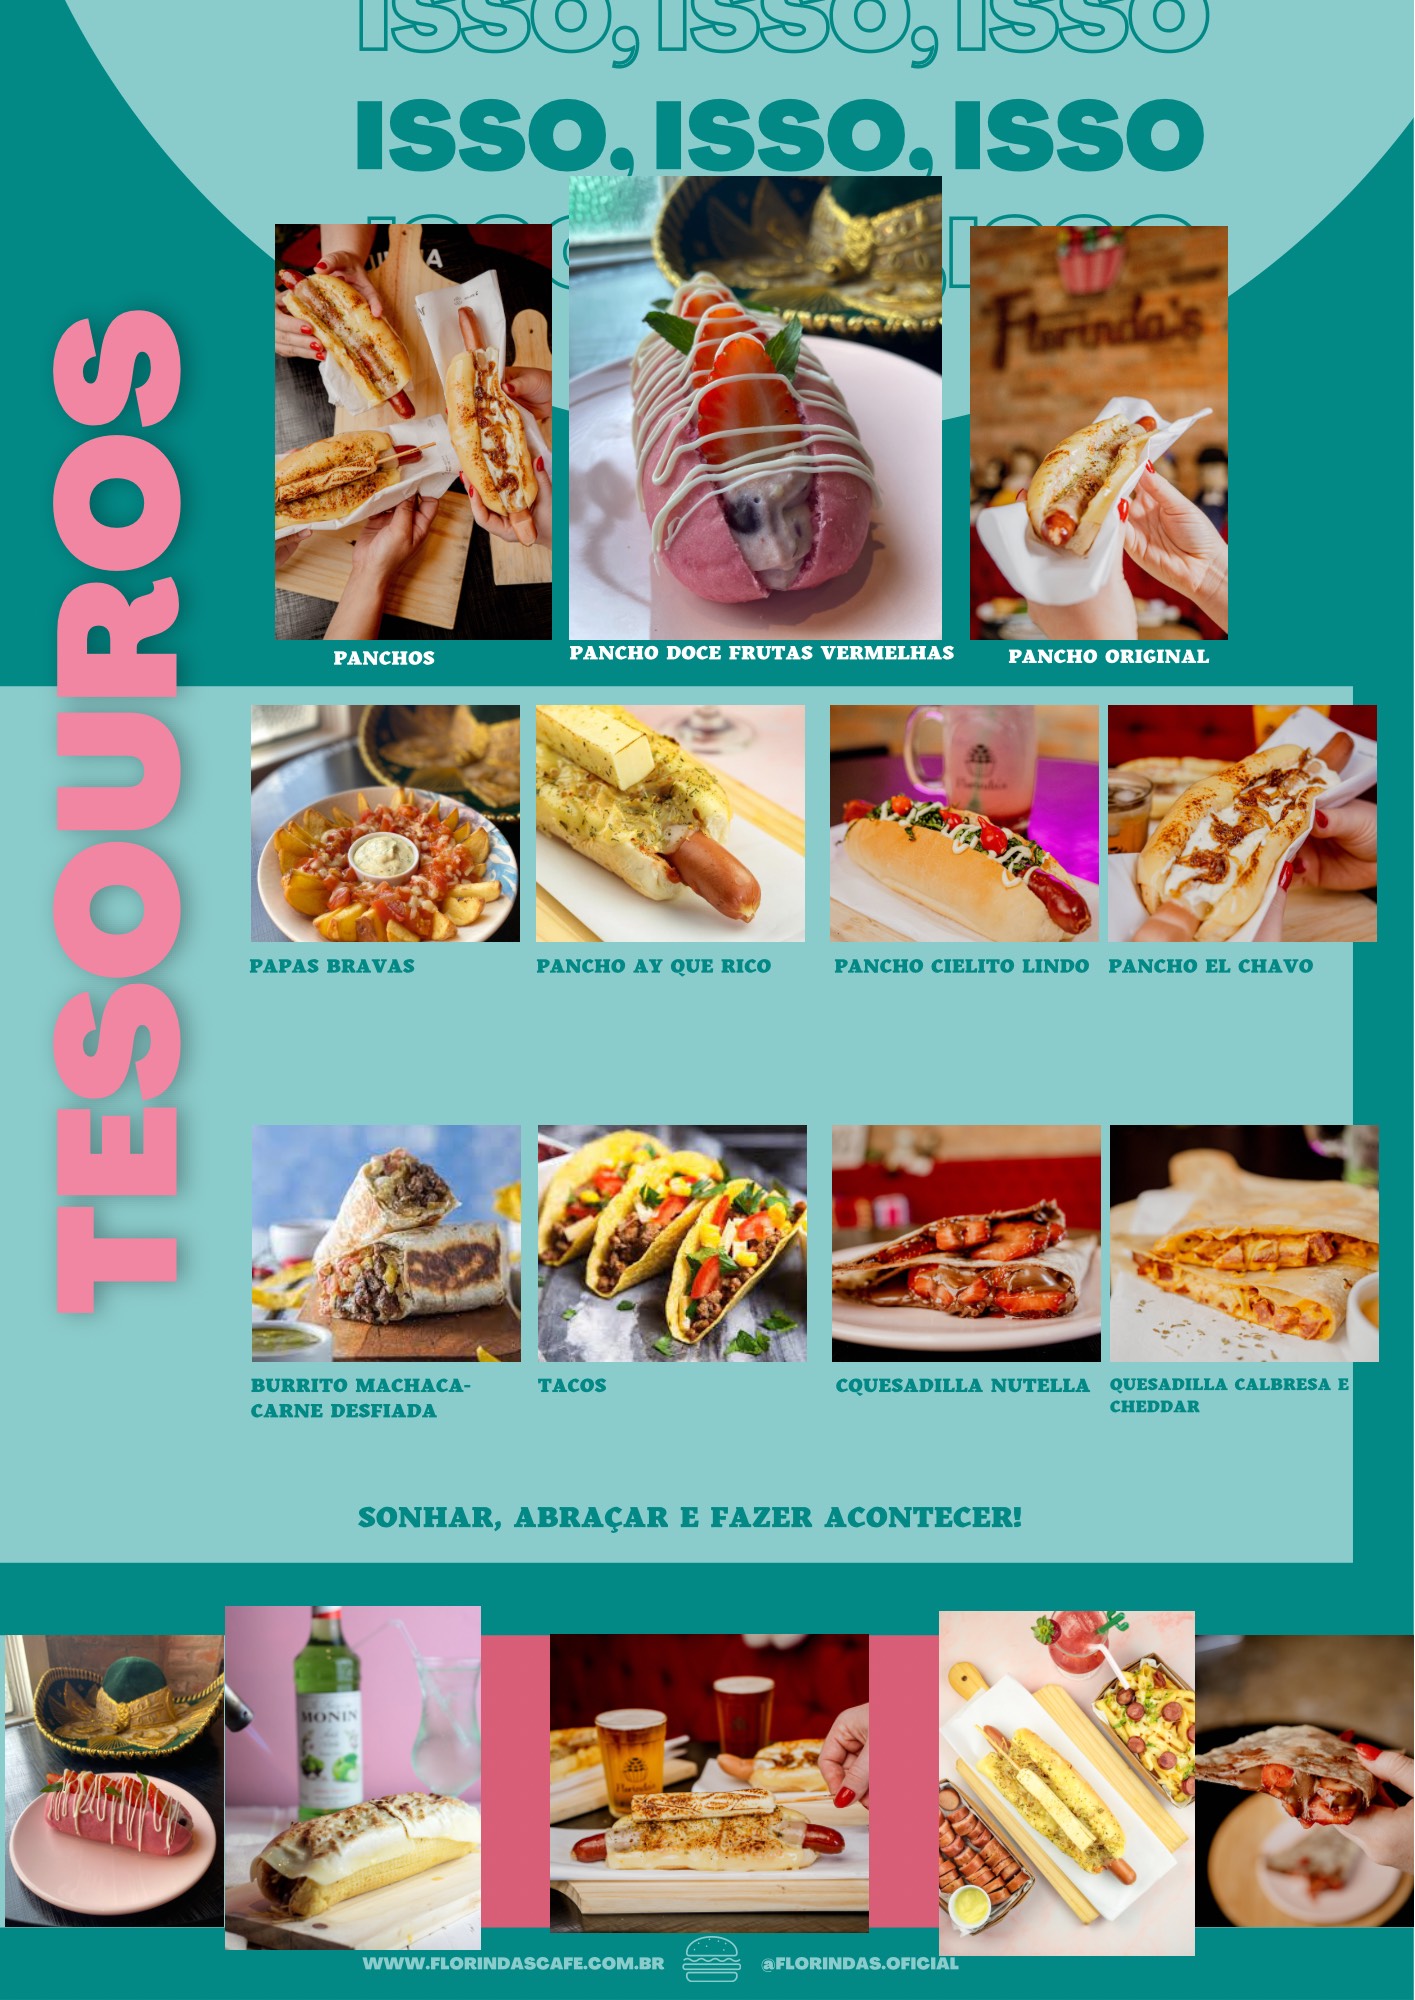 ISSO, ISSO, ISSO
ISSO, ISSO, ISSO
TESOUROS
Florinda's
PANCHOS
PANCHO DOCE FRUTAS VERMELHAS
PANCHO ORIGINAL
PAPAS BRAVAS
PANCHO AY QUE RICO
PANCHO CIELITO LINDO
PANCHO EL CHAVO
BURRITO MACHACA-
CARNE DESFIADA
TACOS
CQUESADILLA NUTELLA
QUESADILLA CALBRESA E
CHEDDAR
SONHAR, ABRAÇAR E FAZER ACONTECER!
MONIN
WWW.FLORINDASCAFE.COM.BR
@FLORINDAS.OFICIAL